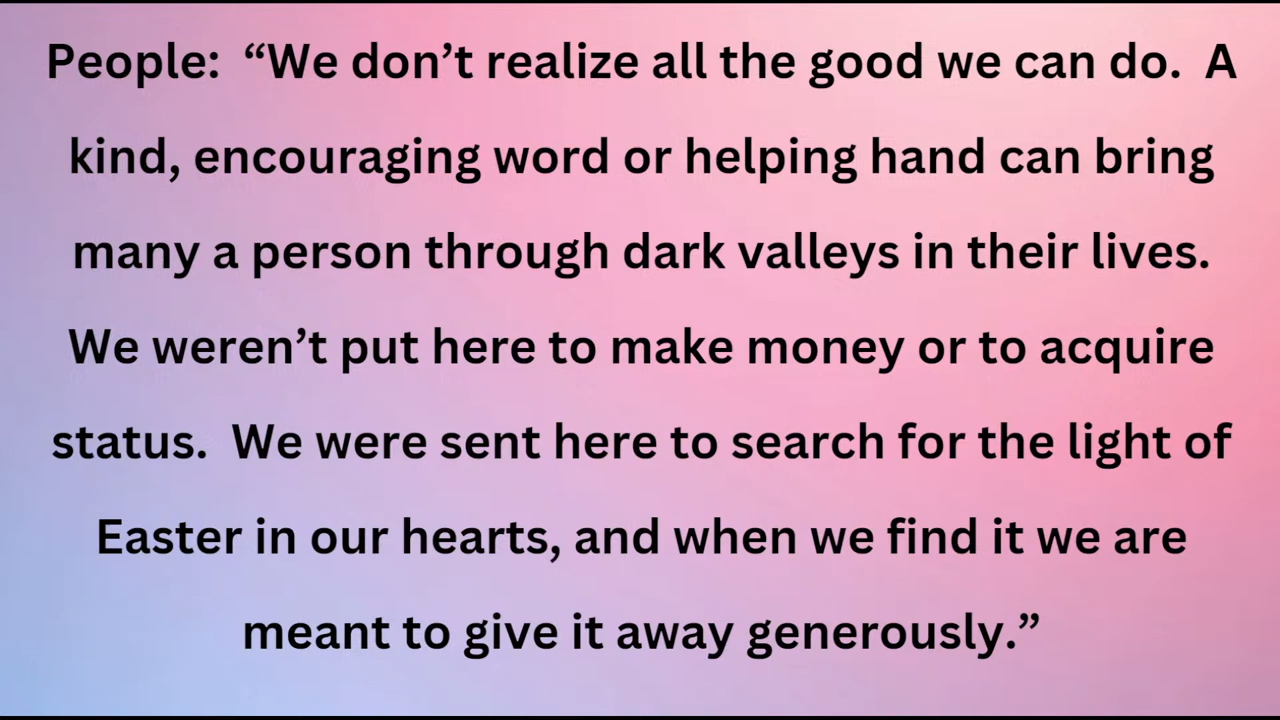 People:  “We don’t realize all the good we can do.  A
kind, encouraging word or helping hand can bring
many a person through dark valleys in their lives.
We weren’t put here to make money or to acquire
status.  We were sent here to search for the light of
Easter in our hearts, and when we find it we are
meant to give it away generously.”